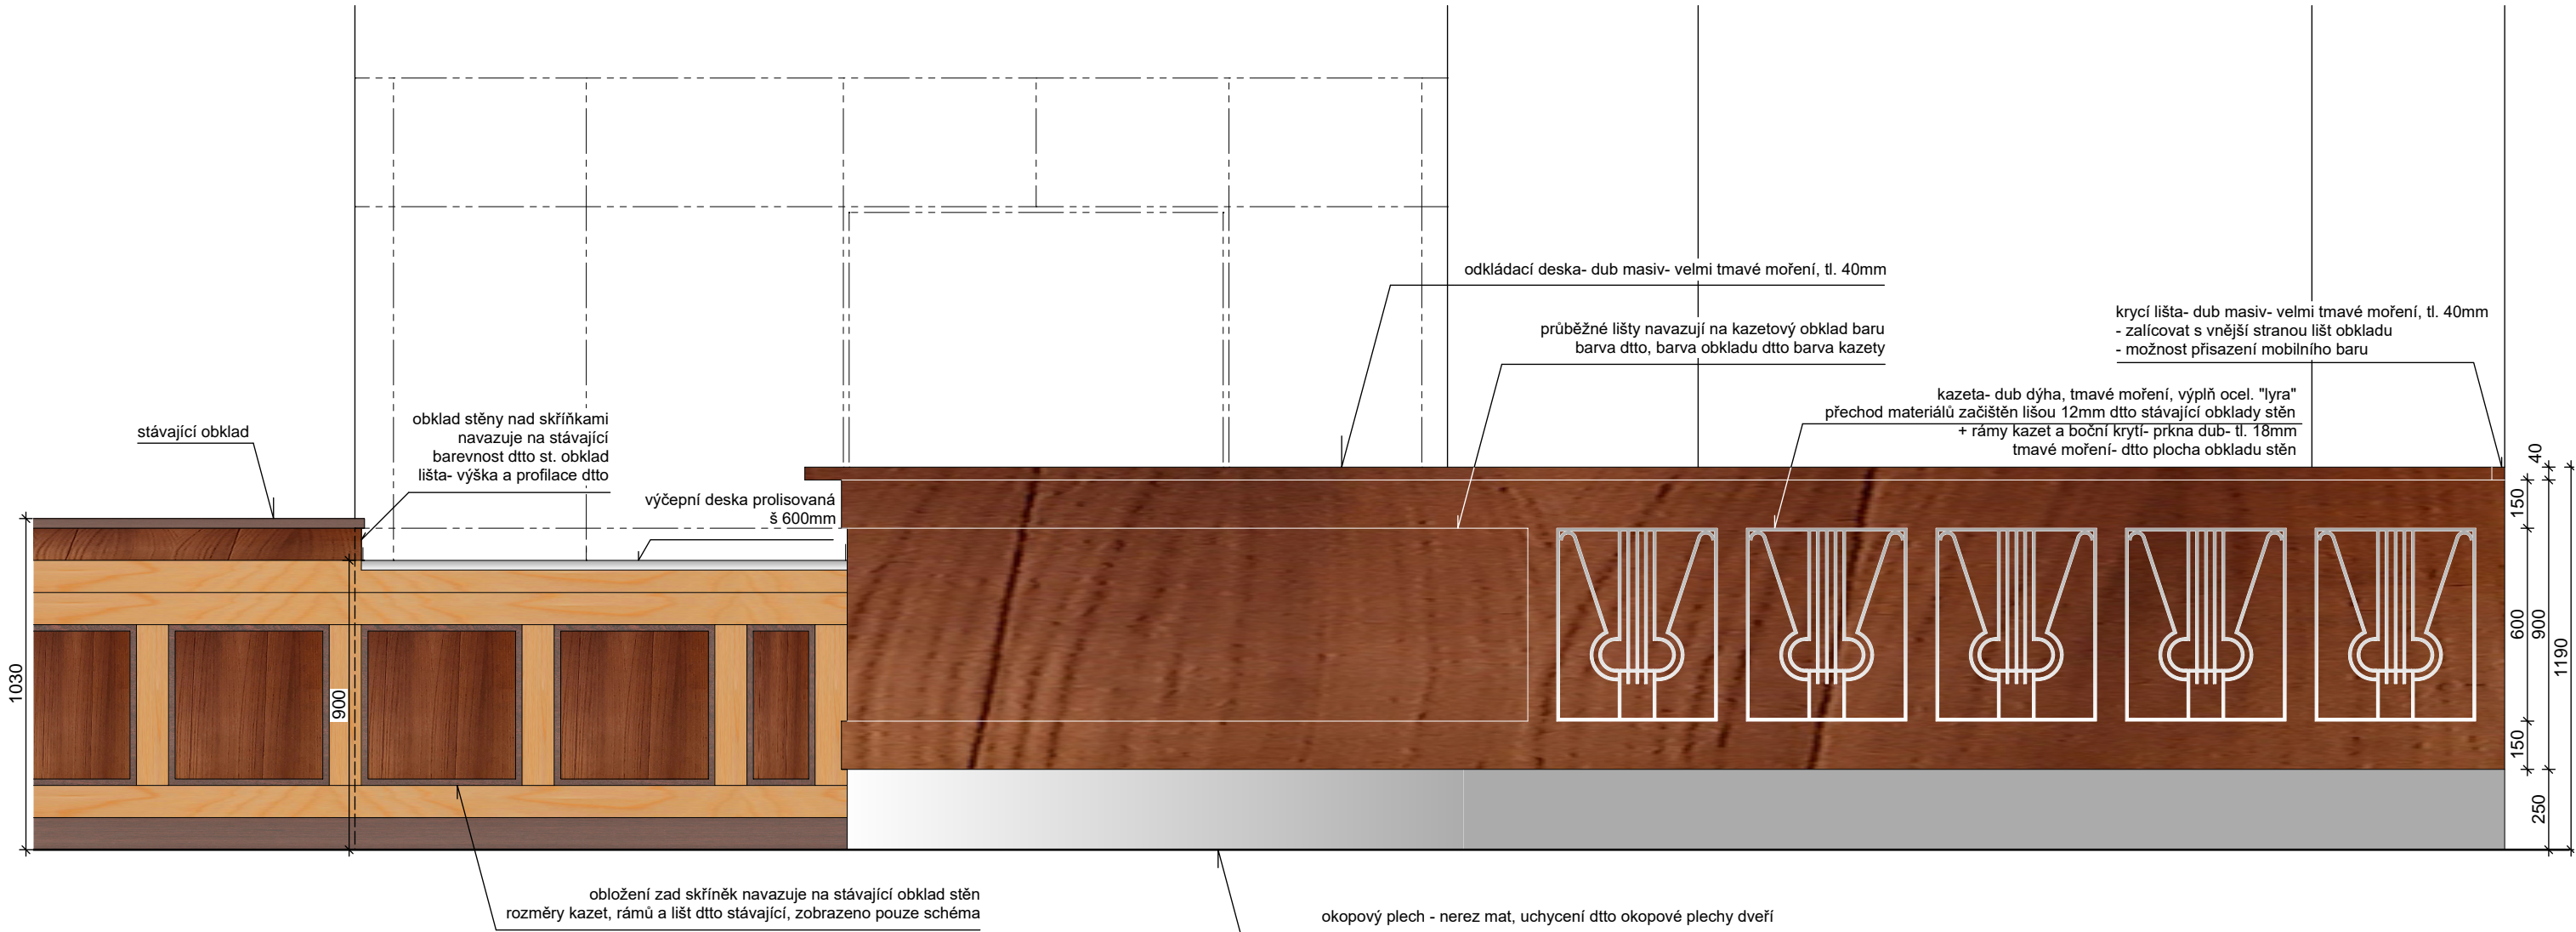 odkládací deska- dub masiv- velmi tmavé moření, tl. 40mm
průběžné lišty navazují na kazetový obklad baru
barva dtto, barva obkladu dtto barva kazety
krycí lišta- dub masiv- velmi tmavé moření, tl. 40mm
- zalícovat s vnější stranou lišt obkladu
- možnost přisazení mobilního baru
kazeta- dub dýha, tmavé moření, výplň ocel. "lyra"
přechod materiálů začištěn lišou 12mm dtto stávající obklady stěn
+ rámy kazet a boční krytí- prkna dub- tl. 18mm
tmavé moření- dtto plocha obkladu stěn
stávající obklad
obklad stěny nad skříňkami
navazuje na stávající
barevnost dtto st. obklad
lišta- výška a profilace dtto
výčepní deska prolisovaná
š 600mm
1030
900
40
150
600
900
1190
150
250
obložení zad skříněk navazuje na stávající obklad stěn
rozměry kazet, rámů a lišt dtto stávající, zobrazeno pouze schéma
okopový plech - nerez mat, uchycení dtto okopové plechy dveří